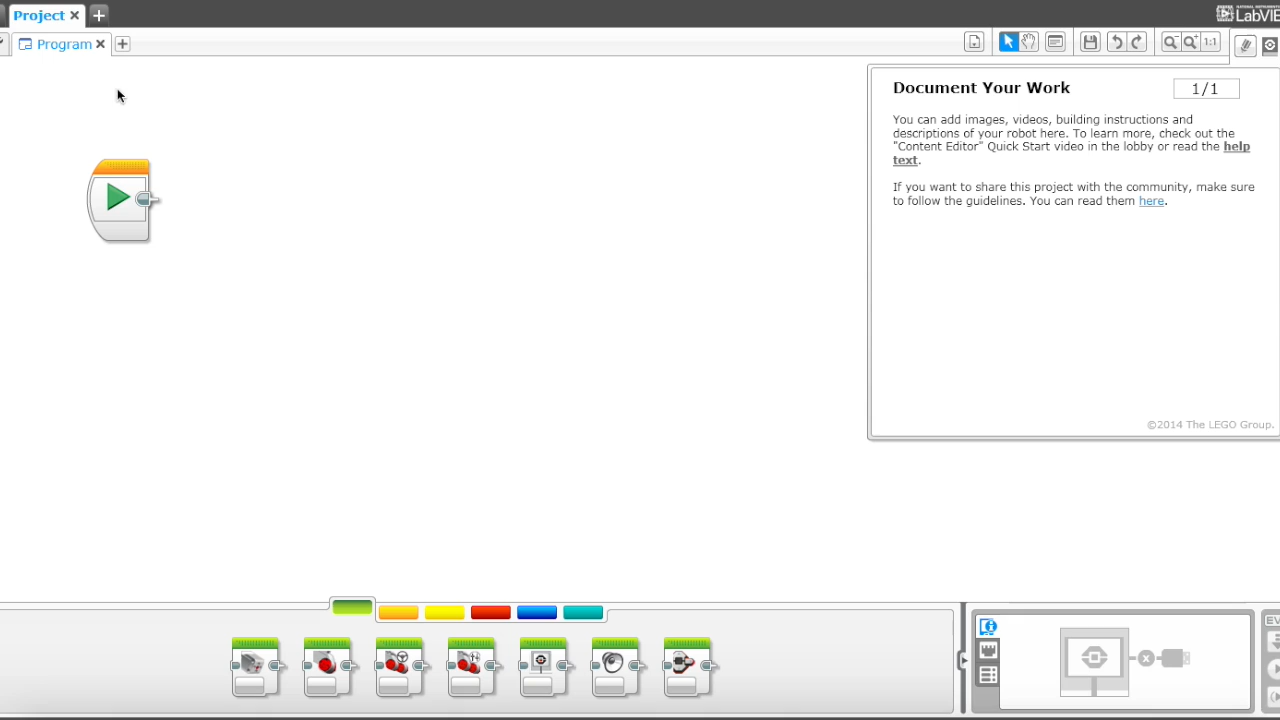 Project
LabVIE
Program
1:1
Document Your Work
1/1
You can add images, videos, building instructions and
descriptions of your robot here. To learn more, check out the
"Content Editor" Quick Start video in the lobby or read the help
text.
If you want to share this project with the community, make sure
to follow the guidelines. You can read them here.
©2014 The LEGO Group.
EV